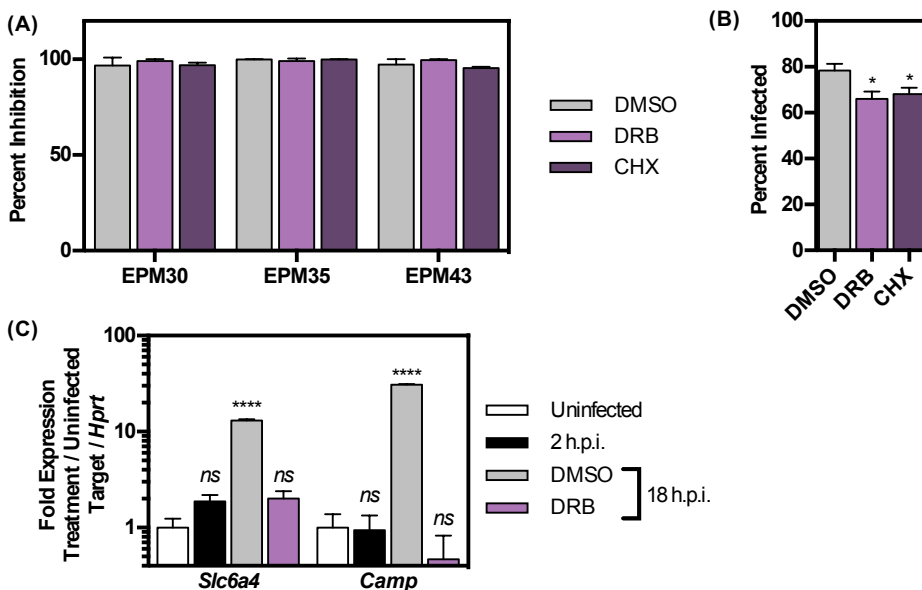 (A)
Percent Inhibition
100
50
0
EPM30
EPM35
EPM43
DMSO
DRB
CHX
(B)
Percent Infected
100
80
60
40
20
0
DMSO
DRB
CHX
*
*
(C)
Fold Expression
Treatment / Uninfected
Target / Hprt
100
10
1
ns
****
ns
ns
****
ns
Slc6a4
Camp
Uninfected
2 h.p.i.
DMSO
DRB
18 h.p.i.